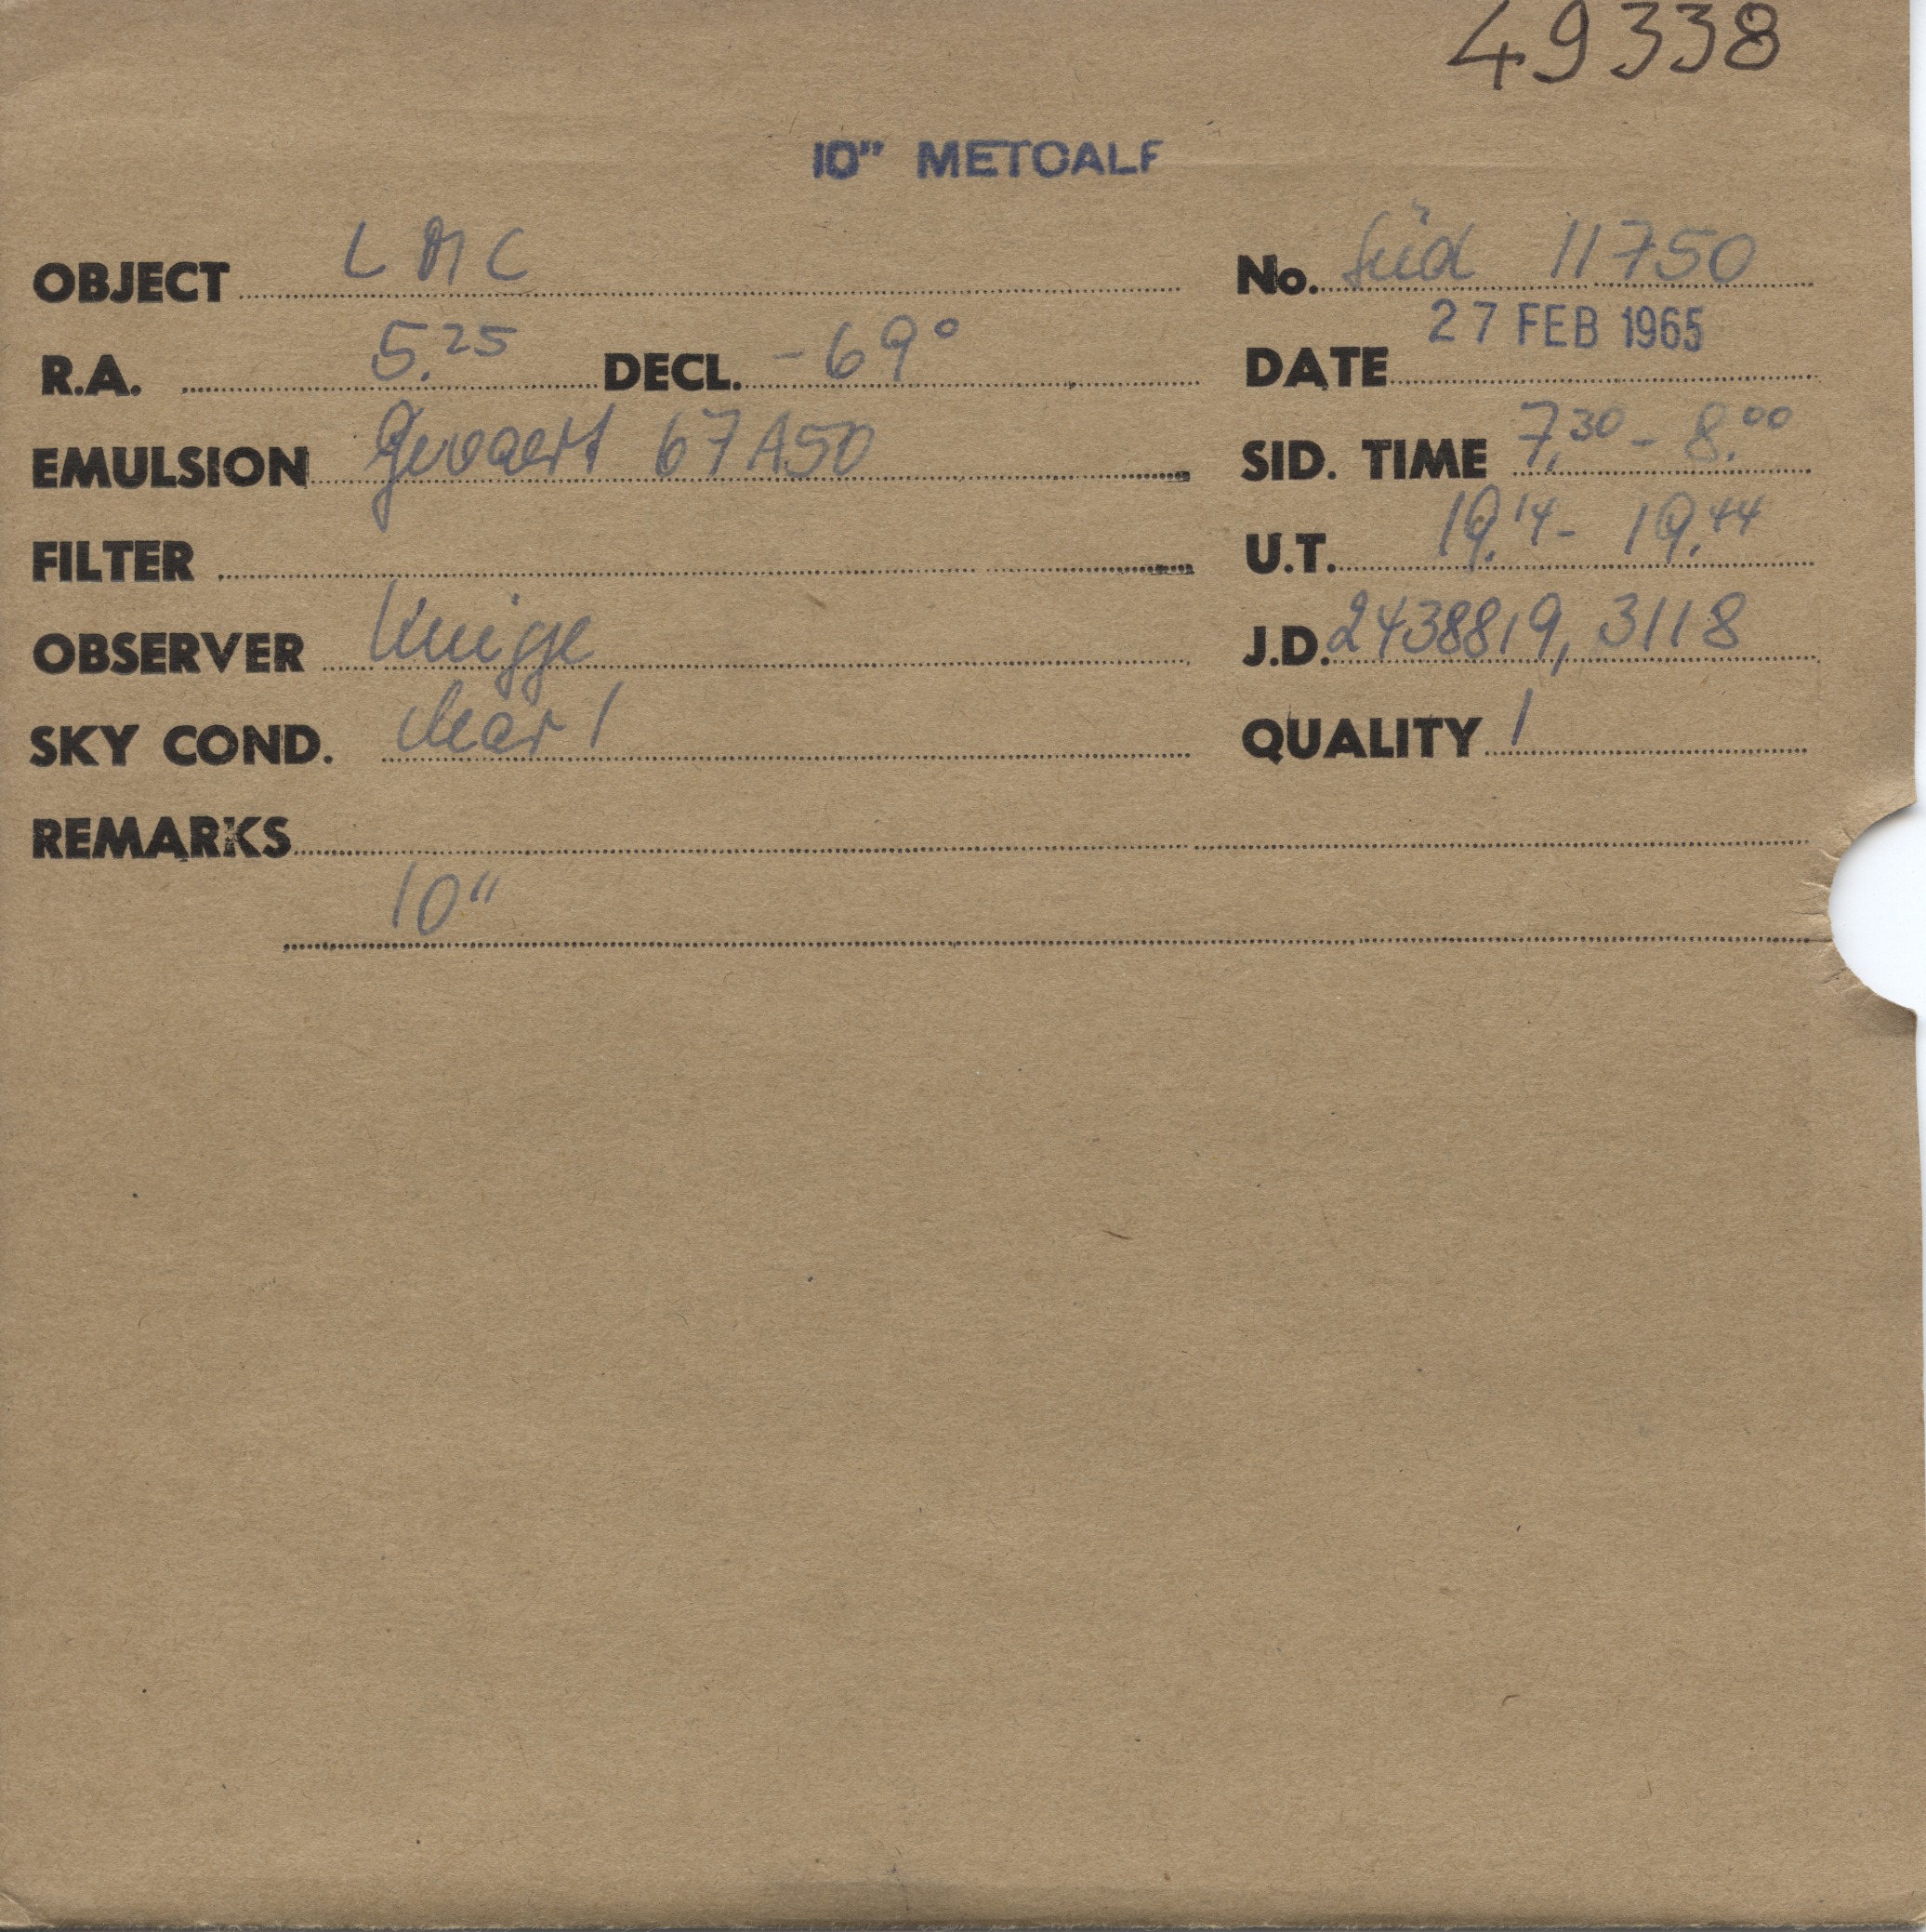 49338
10" METCALF
OBJECT LMC No. Süd 11750
R.A. 5.25 DECL. -69° DATE 27 FEB 1965
EMULSION Gevaert 67A50 SID. TIME 7.30 - 8.00
FILTER U.T. 19.14 - 19.44
OBSERVER Knigge J.D. 2438819,3118
SKY COND. clear 1 QUALITY 1
REMARKS
10"